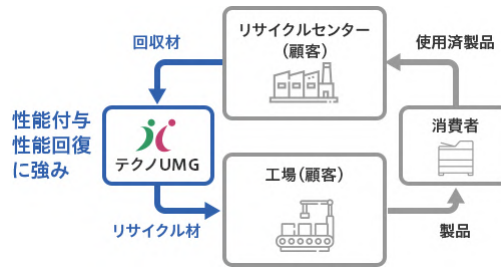 リサイクルセンター
(顧客)
回収材
使用済製品
性能付与
性能回復
に強み
テクノUMG
消費者
工場(顧客)
リサイクル材
製品